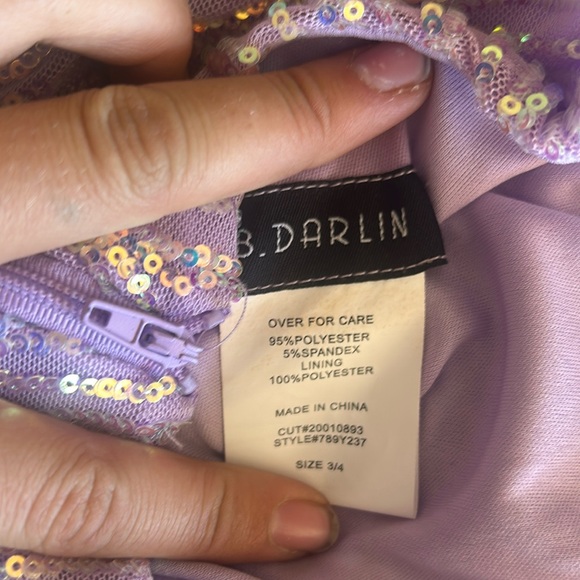 B. DARLIN
OVER FOR CARE
95%POLYESTER
5%SPANDEX
LINING
100%POLYESTER
MADE IN CHINA
CUT#20010893
STYLE#789Y237
SIZE 3/4